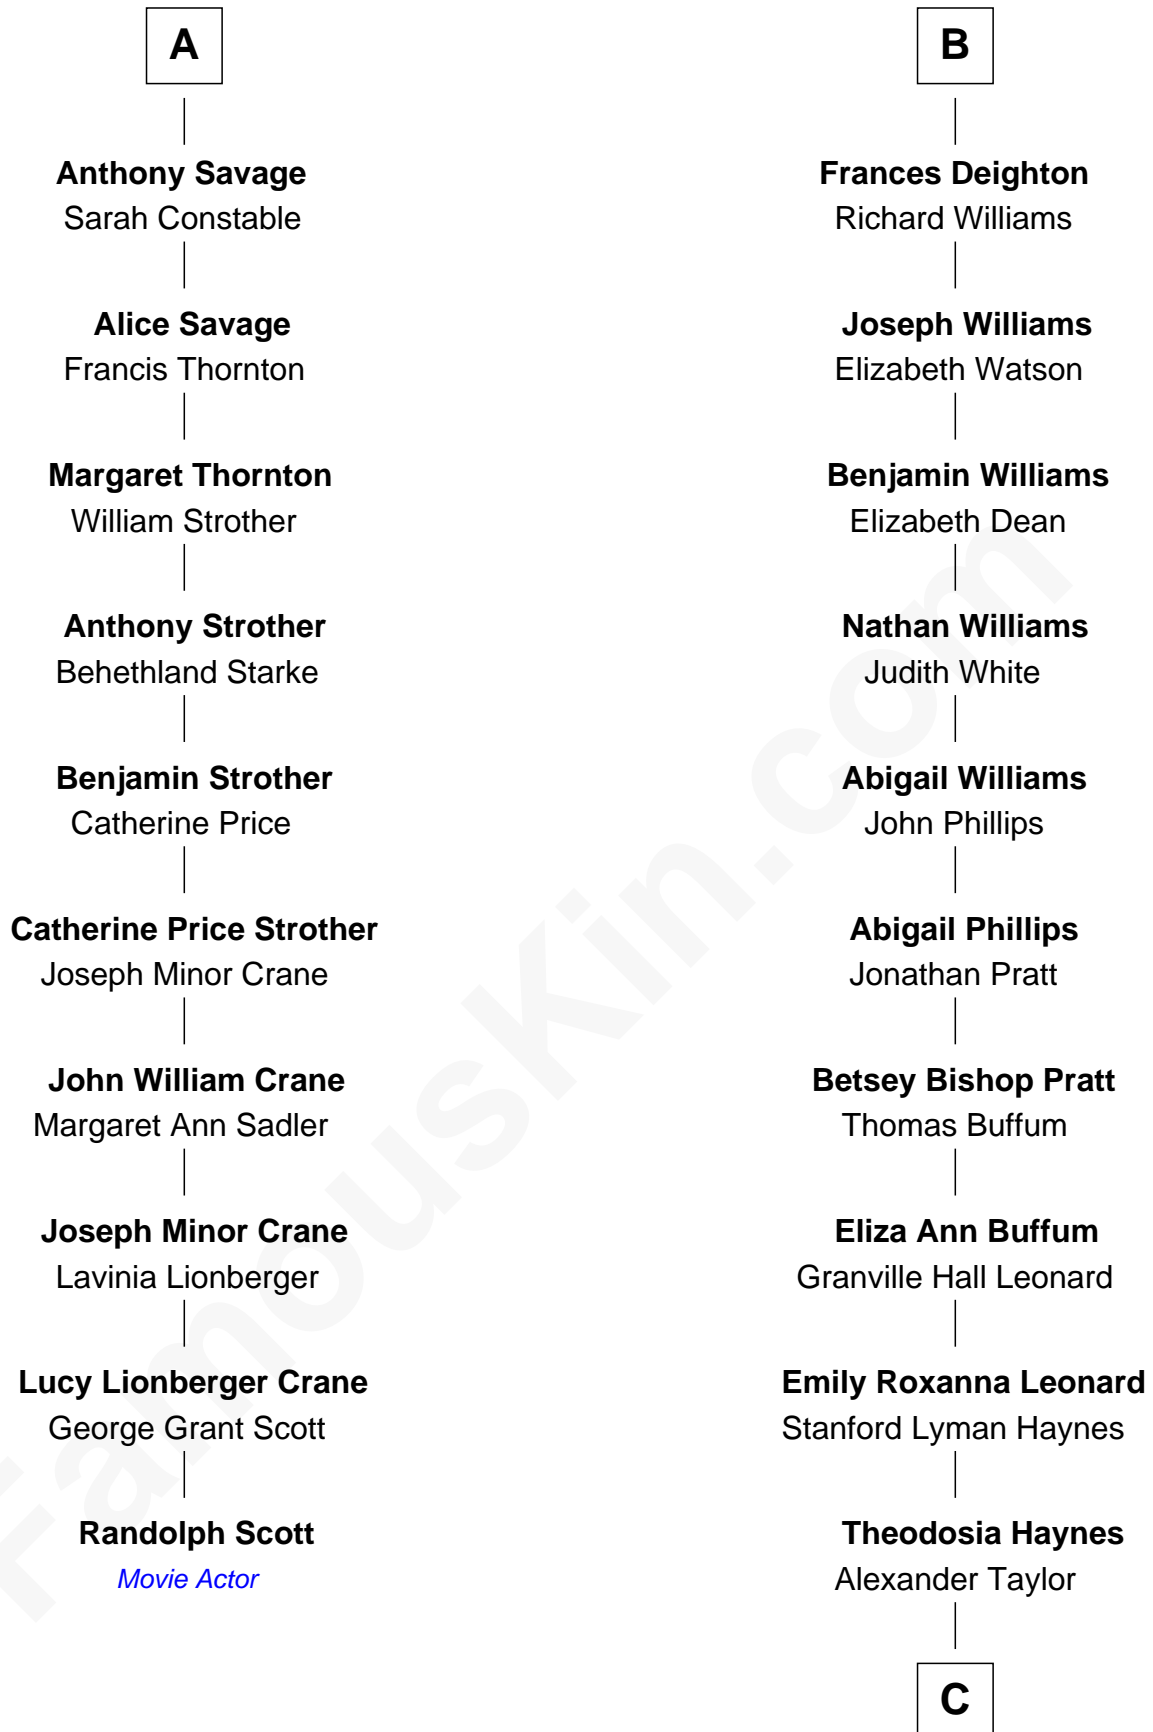 A
Anthony Savage
Sarah Constable
Alice Savage
Francis Thornton
Margaret Thornton
William Strother
Anthony Strother
Behethland Starke
Benjamin Strother
Catherine Price
Catherine Price Strother
Joseph Minor Crane
John William Crane
Margaret Ann Sadler
Joseph Minor Crane
Lavinia Lionberger
Lucy Lionberger Crane
George Grant Scott
Randolph Scott
Movie Actor
B
Frances Deighton
Richard Williams
Joseph Williams
Elizabeth Watson
Benjamin Williams
Elizabeth Dean
Nathan Williams
Judith White
Abigail Williams
John Phillips
Abigail Phillips
Jonathan Pratt
Betsey Bishop Pratt
Thomas Buffum
Eliza Ann Buffum
Granville Hall Leonard
Emily Roxanna Leonard
Stanford Lyman Haynes
Theodosia Haynes
Alexander Taylor
C
FamousKin.com